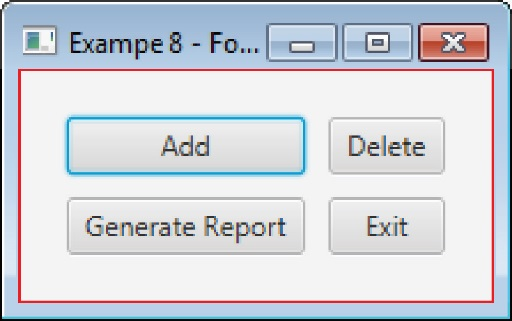 Exampe 8 - Fo...
Add Delete
Generate Report Exit